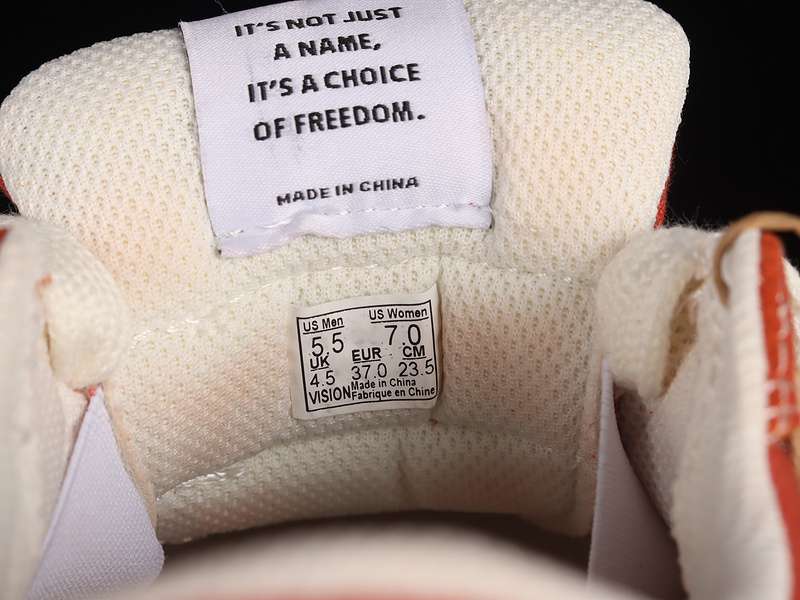 IT'S NOT JUST
A NAME,
IT'S A CHOICE
OF FREEDOM.
MADE IN CHINA
US Men US Women
5.5 7.0
UK EUR CM
4.5 37.0 23.5
VISION Made in China
Fabrique en Chine